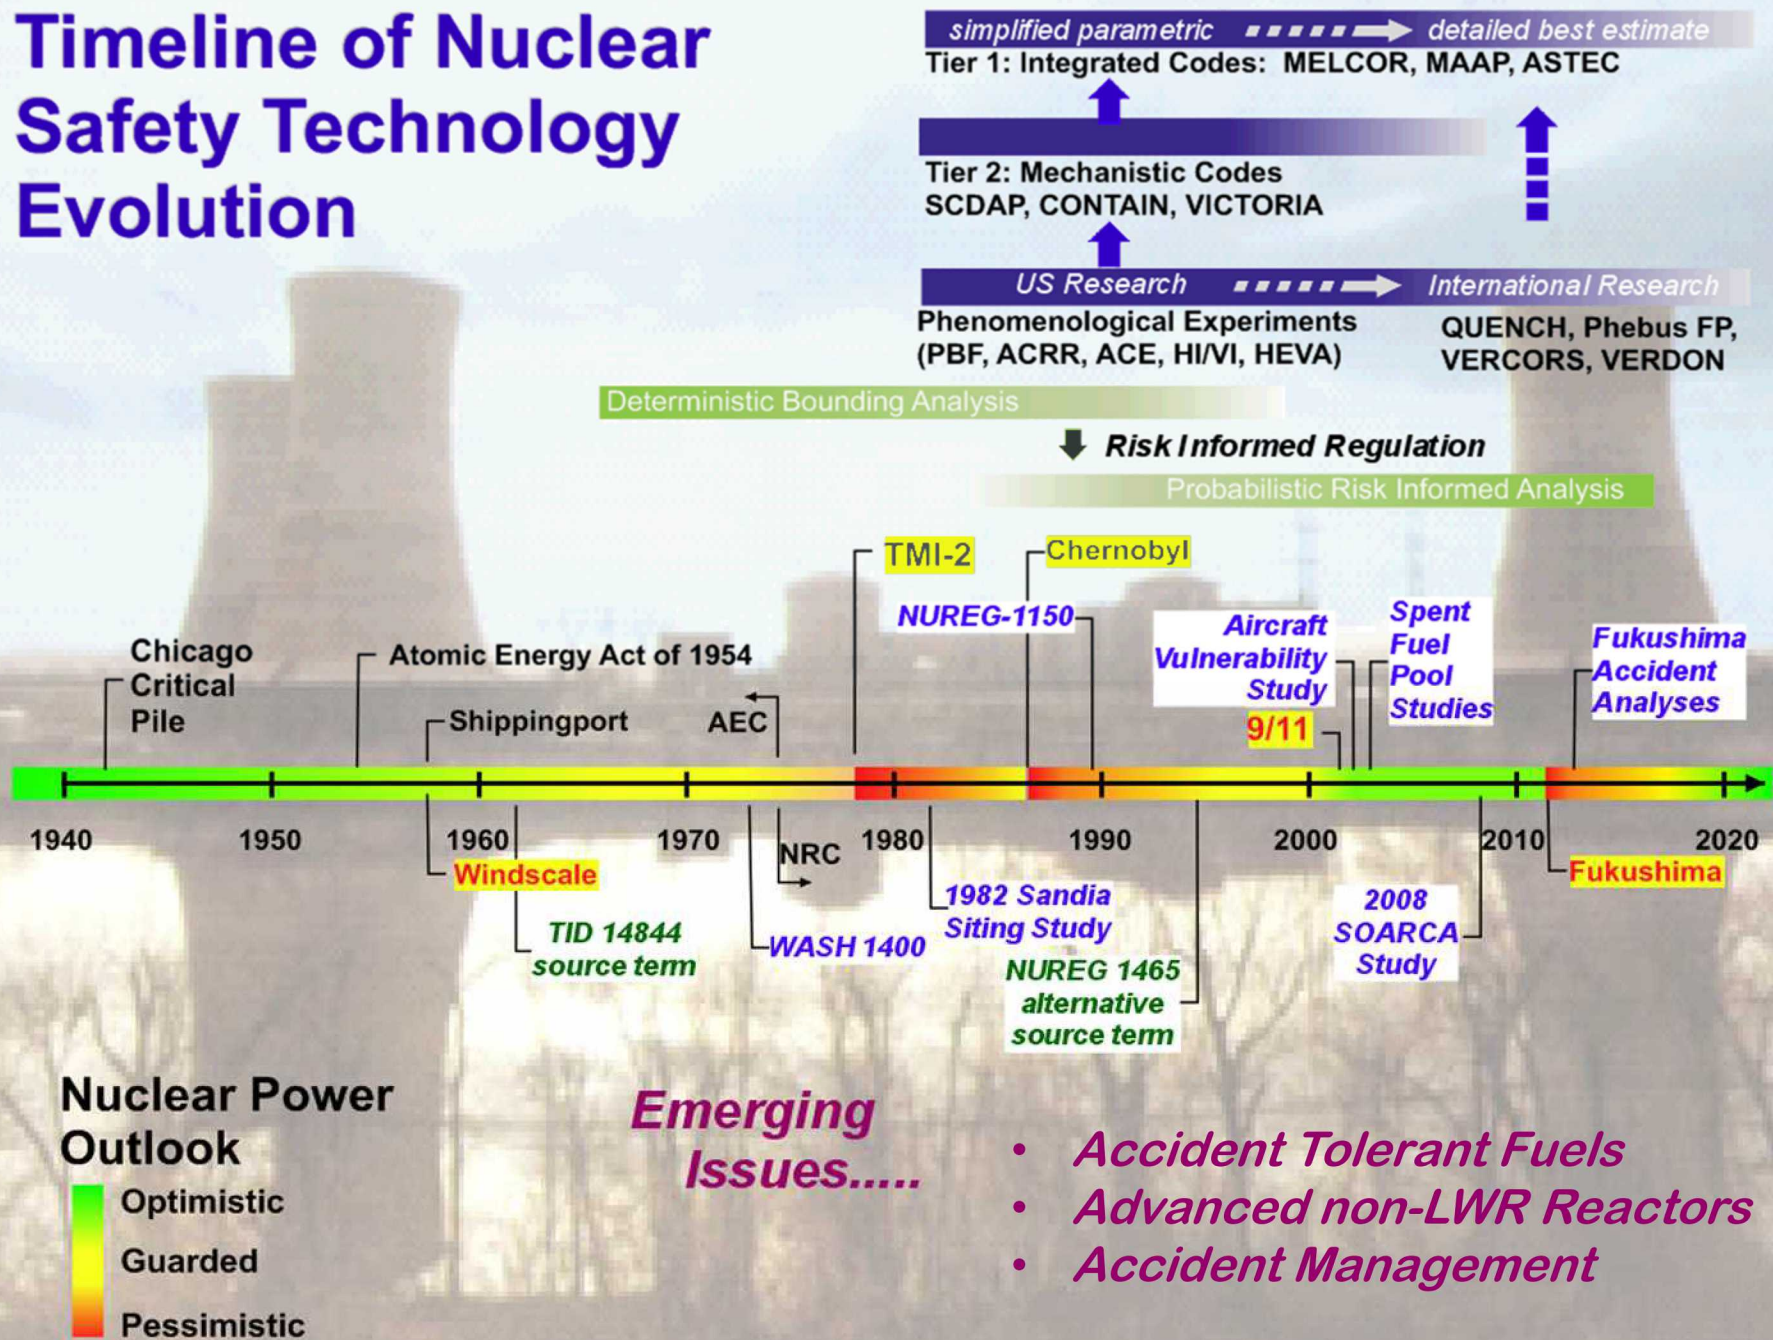 Timeline of Nuclear
Safety Technology
Evolution
simplified parametric
detailed best estimate
Tier 1: Integrated Codes: MELCOR, MAAP, ASTEC
Tier 2: Mechanistic Codes
SCDAP, CONTAIN, VICTORIA
US Research
International Research
Phenomenological Experiments
(PBF, ACRR, ACE, HI/VI, HEVA)
QUENCH, Phebus FP,
VERCORS, VERDON
Deterministic Bounding Analysis
Risk Informed Regulation
Probabilistic Risk Informed Analysis
TMI-2
Chernobyl
NUREG-1150
Aircraft
Vulnerability
Study
9/11
Spent
Fuel
Pool
Studies
Fukushima
Accident
Analyses
Chicago
Critical
Pile
Atomic Energy Act of 1954
Shippingport
AEC
1940
1950
1960
1970
1980
1990
2000
2010
2020
NRC
Windscale
Fukushima
TID 14844
source term
WASH 1400
1982 Sandia
Siting Study
NUREG 1465
alternative
source term
2008
SOARCA
Study
Nuclear Power
Outlook
Optimistic
Guarded
Pessimistic
Emerging
Issues.....
• Accident Tolerant Fuels
• Advanced non-LWR Reactors
• Accident Management